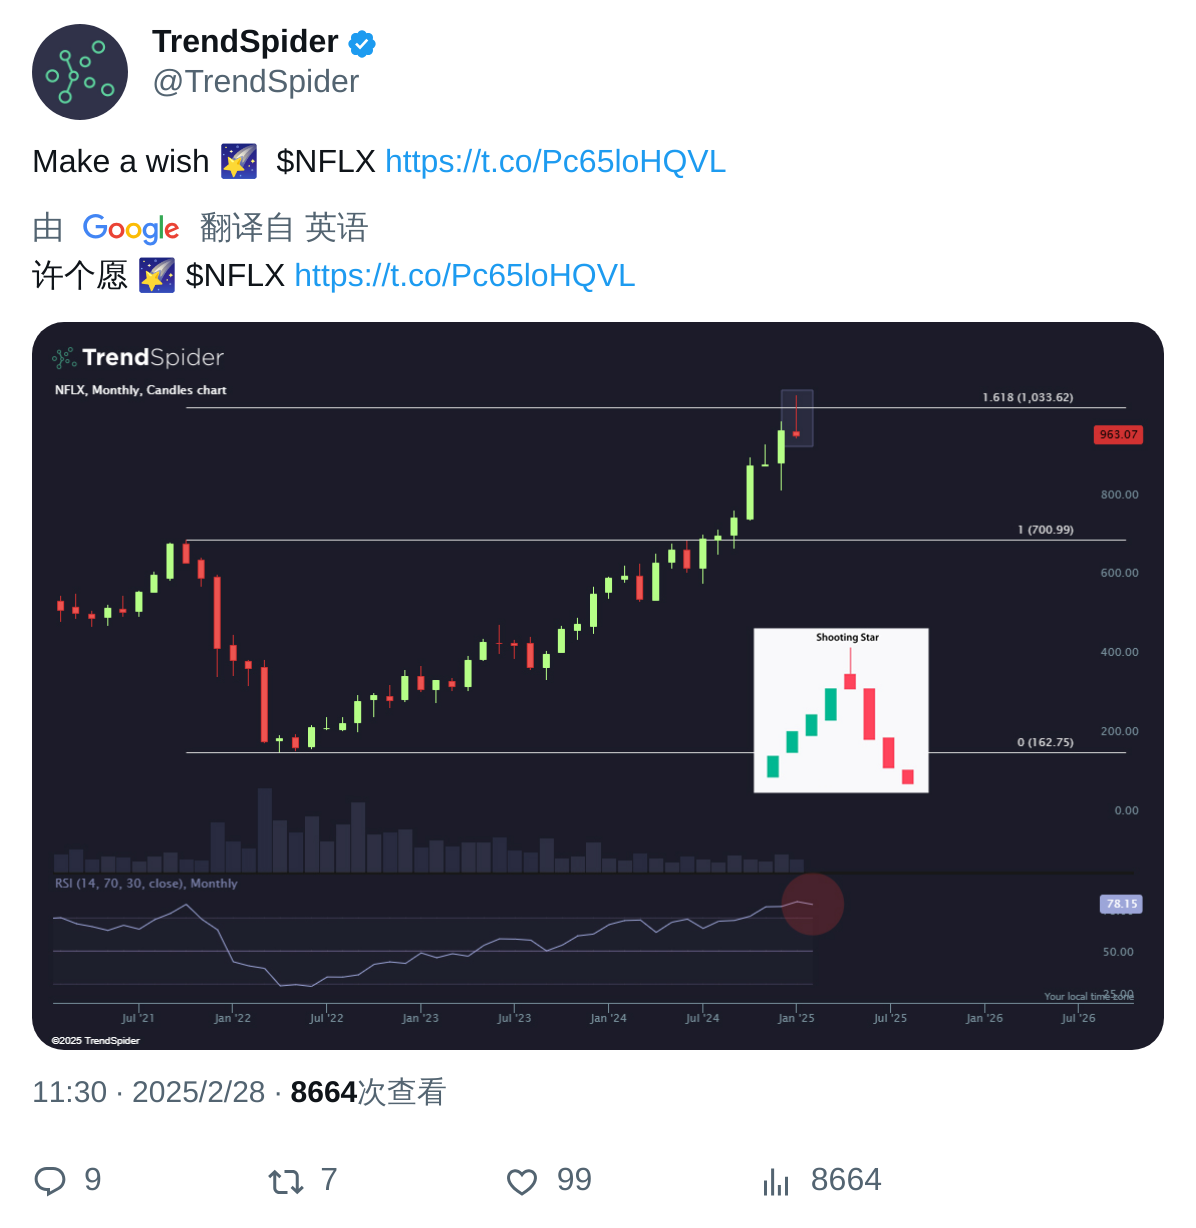 TrendSpider
@TrendSpider
Make a wish 🌠 $NFLX https://t.co/Pc65loHQVL
由 Google 翻译自 英语
许个愿 🌠 $NFLX https://t.co/Pc65loHQVL
TrendSpider
NFLX, Monthly, Candles chart
1.618 (1,033.62)
963.07
800.00
1 (700.99)
600.00
Shooting Star
400.00
200.00
0 (162.75)
0.00
RSI (14, 70, 30, close), Monthly
78.15
50.00
25.00
Your local time zone
Jul '21 Jan '22 Jul '22 Jan '23 Jul '23 Jan '24 Jul '24 Jan '25 Jul '25 Jan '26 Jul '26
©2025 TrendSpider
11:30 · 2025/2/28 · 8664次查看
9 7 99 8664